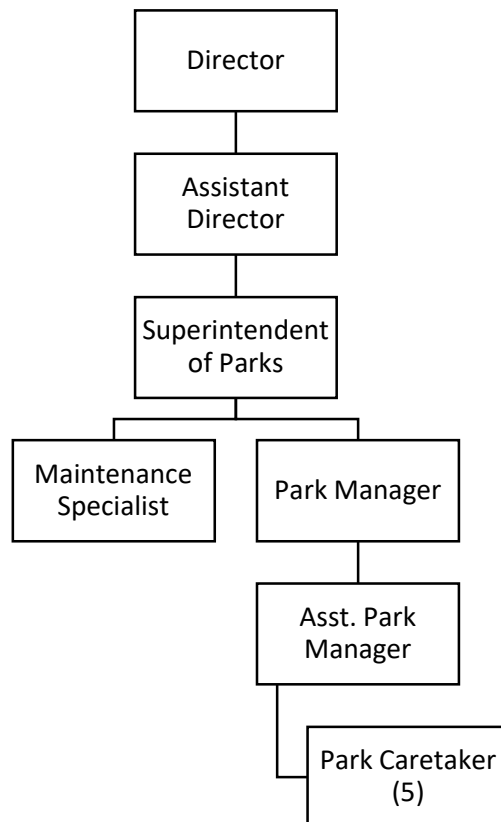 Director
Assistant
Director
Superintendent
of Parks
Maintenance
Specialist
Park Manager
Asst. Park
Manager
Park Caretaker
(5)